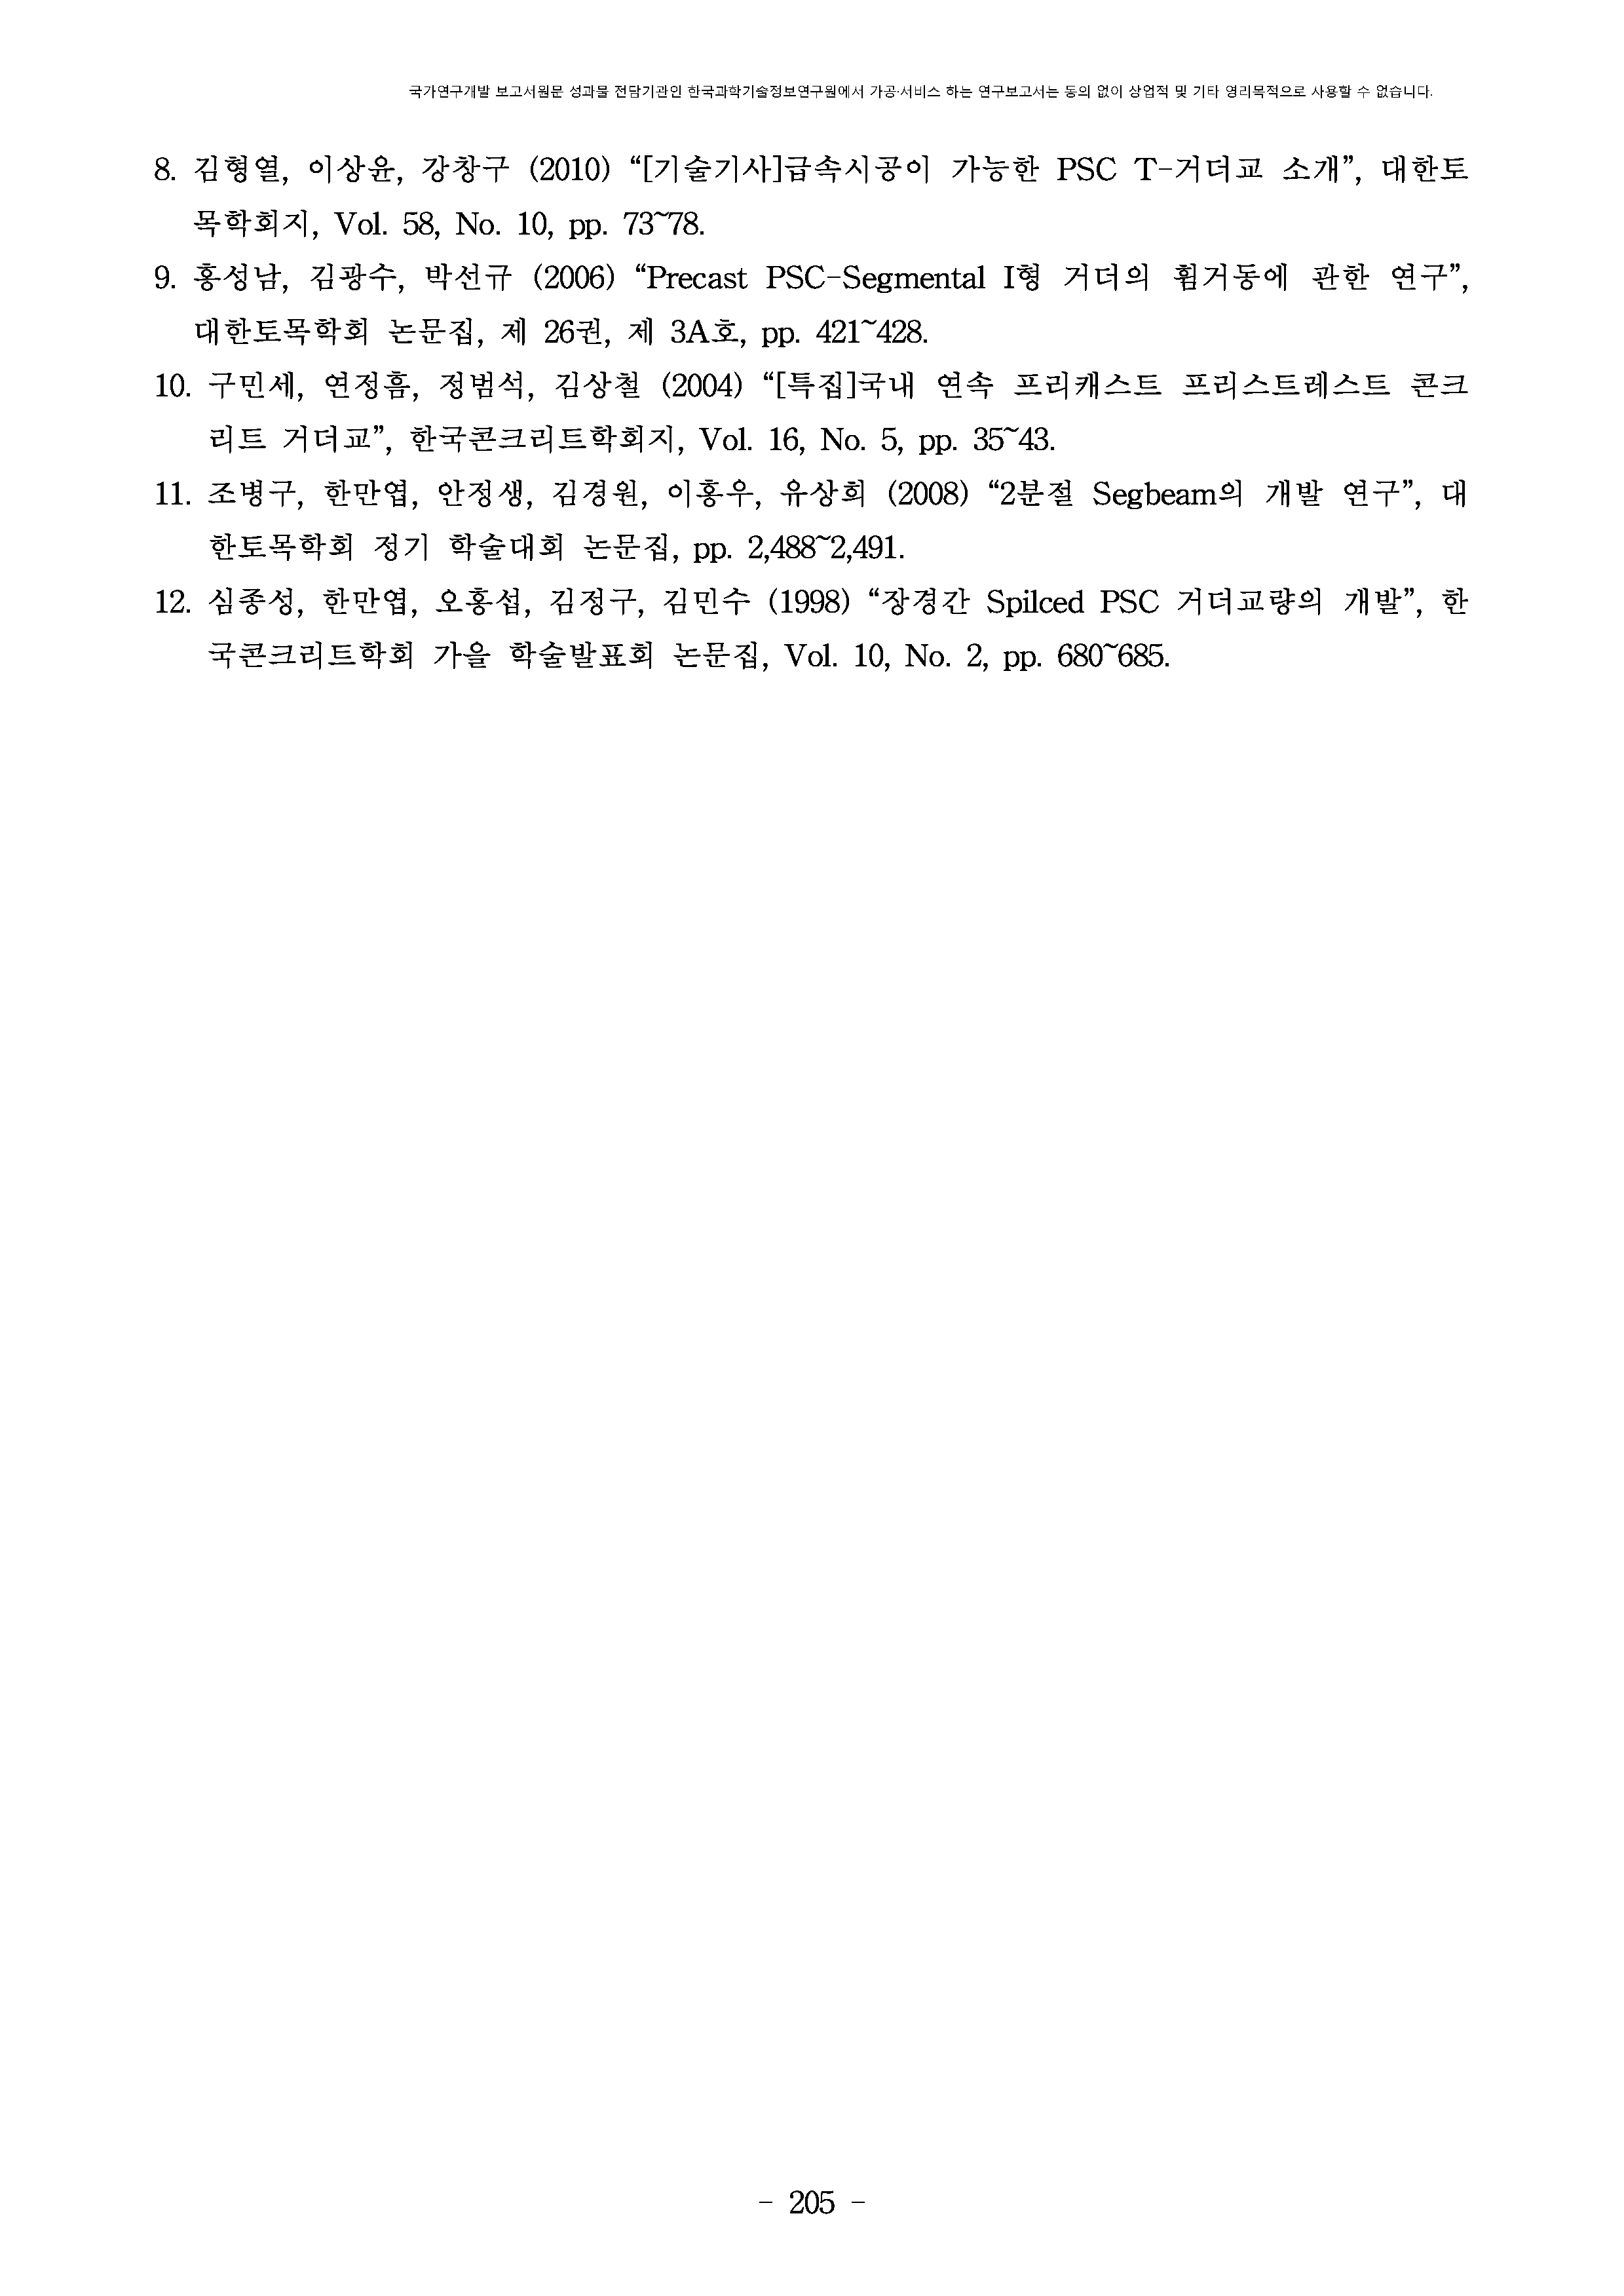 국가연구개발 보고서원문 성과물 전담기관인 한국과학기술정보연구원에서 가공·서비스 하는 연구보고서는 동의 없이 상업적 및 기타 영리목적으로 사용할 수 없습니다.
8. 김형열, 이상윤, 강창구 (2010) “[기술기사]급속시공이 가능한 PSC T-거더교 소개”, 대한토
목학회지, Vol. 58, No. 10, pp. 73~78.
9. 홍성남, 김광수, 박선규 (2006) “Precast PSC-Segmental I형 거더의 휨거동에 관한 연구”,
대한토목학회 논문집, 제 26권, 제 3A호, pp. 421~428.
10. 구민세, 연정흠, 정범석, 김상철 (2004) “[특집]국내 연속 프리캐스트 프리스트레스트 콘크
리트 거더교”, 한국콘크리트학회지, Vol. 16, No. 5, pp. 35~43.
11. 조병구, 한만엽, 안정생, 김경원, 이홍우, 유상희 (2008) “2분절 Segbeam의 개발 연구”, 대
한토목학회 정기 학술대회 논문집, pp. 2,488~2,491.
12. 심종성, 한만엽, 오홍섭, 김정구, 김민수 (1998) “장경간 Spilced PSC 거더교량의 개발”, 한
국콘크리트학회 가을 학술발표회 논문집, Vol. 10, No. 2, pp. 680~685.
- 205 -